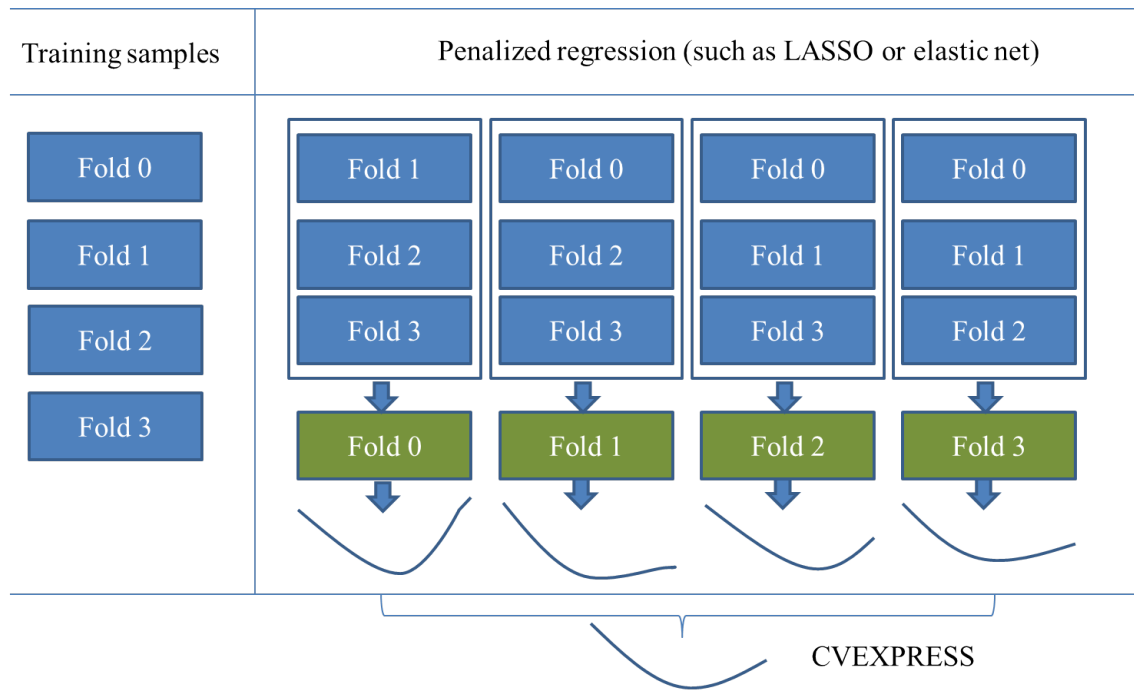 Training samples
Penalized regression (such as LASSO or elastic net)
Fold 0
Fold 1
Fold 2
Fold 3
Fold 1
Fold 0
Fold 0
Fold 0
Fold 2
Fold 2
Fold 1
Fold 1
Fold 3
Fold 3
Fold 3
Fold 2
Fold 0
Fold 1
Fold 2
Fold 3
CVEXPRESS